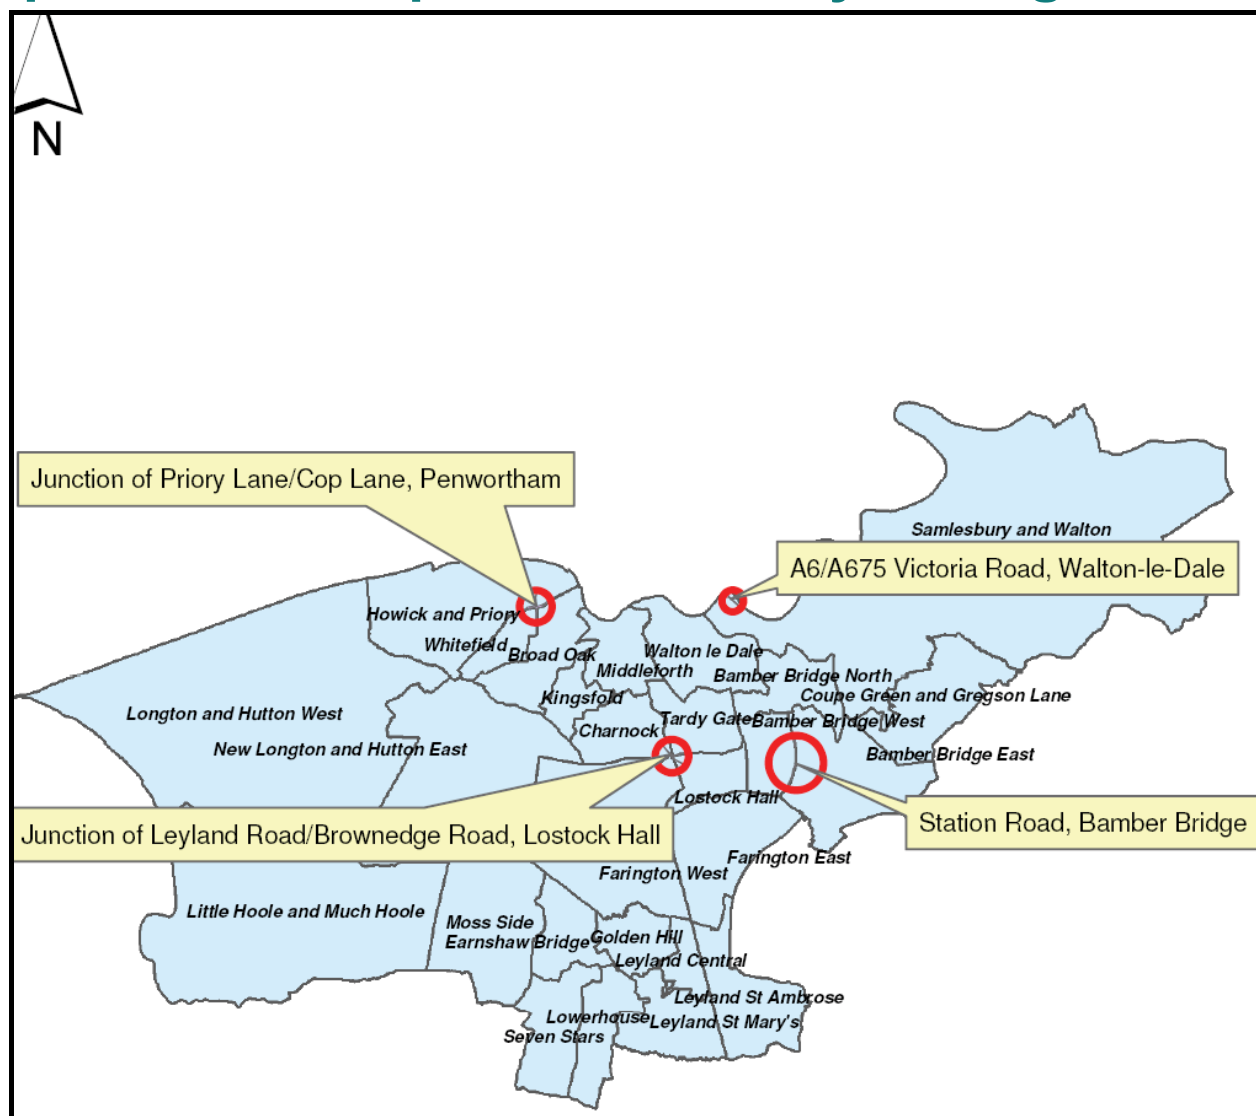 N
Junction of Priory Lane/Cop Lane, Penwortham
Samlesbury and Walton
A6/A675 Victoria Road, Walton-le-Dale
Howick and Priory
Whitefield
Broad Oak
Walton le Dale
Middleforth
Bamber Bridge North
Kingsfold
Coupe Green and Gregson Lane
Longton and Hutton West
Charnock
Tardy Gate
Bamber Bridge West
New Longton and Hutton East
Bamber Bridge East
Lostock Hall
Junction of Leyland Road/Brownedge Road, Lostock Hall
Station Road, Bamber Bridge
Farington East
Farington West
Little Hoole and Much Hoole
Moss Side
Earnshaw Bridge
Golden Hill
Leyland Central
Leyland St Ambrose
Lowerhouse
Leyland St Mary's
Seven Stars